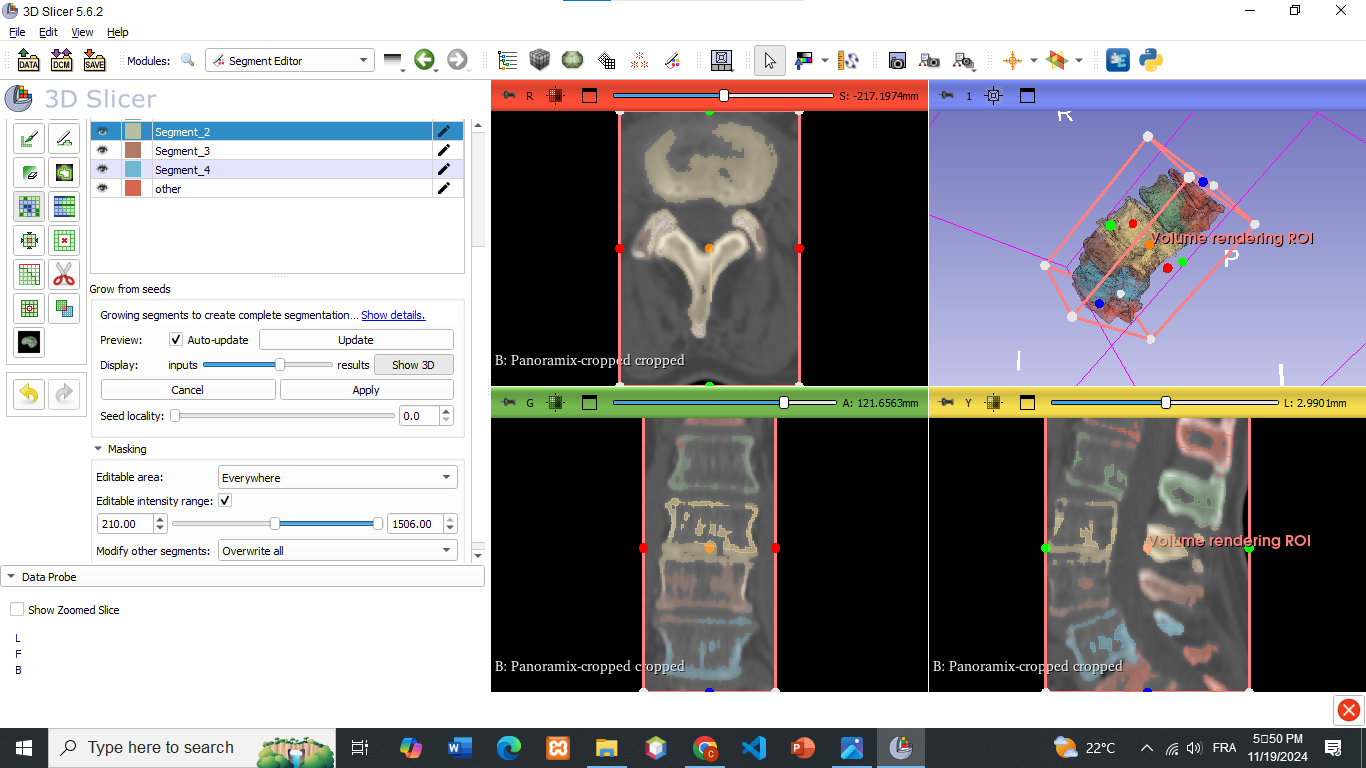 3D Slicer 5.6.2
File Edit View Help
DATA DCM SAVE Modules: Segment Editor
3D Slicer
Segment_2
Segment_3
Segment_4
other
Grow from seeds
Growing segments to create complete segmentation... Show details.
Preview: Auto-update Update
Display: inputs results Show 3D
Cancel Apply
Seed locality: 0.0
Masking
Editable area: Everywhere
Editable intensity range:
210.00 1506.00
Modify other segments: Overwrite all
Data Probe
Show Zoomed Slice
L
F
B
R S: -217.1974mm
B: Panoramix-cropped cropped
1
R
Volume rendering ROI
P
I
G A: 121.6563mm
B: Panoramix-cropped cropped
Y L: 2.9901mm
Volume rendering ROI
B: Panoramix-cropped cropped
Type here to search
22°C FRA 5□50 PM
11/19/2024